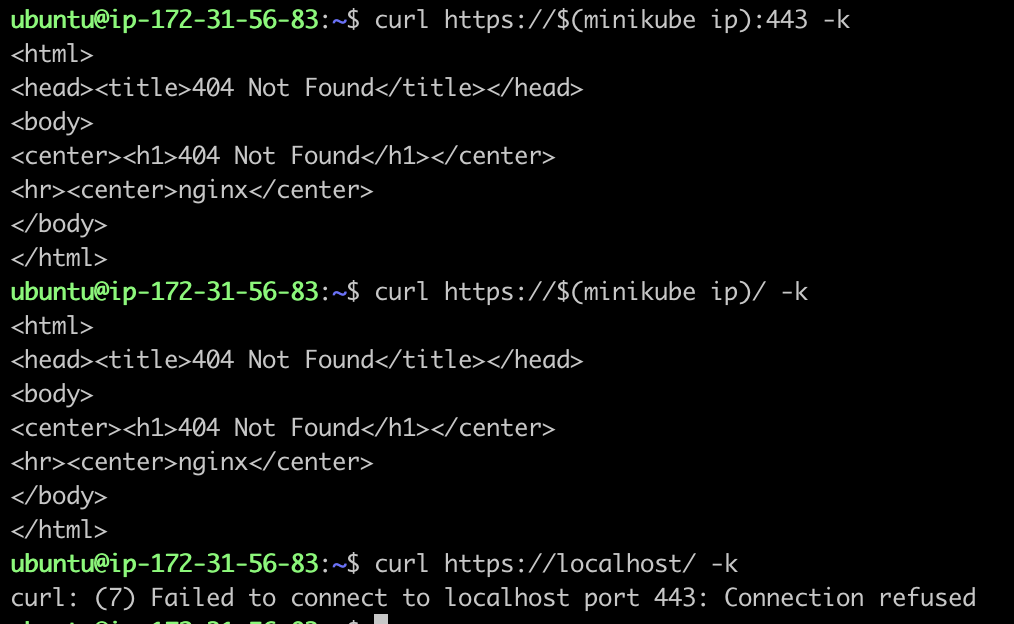 ubuntu@ip-172-31-56-83:~$ curl https://$(minikube ip):443 -k
<html>
<head><title>404 Not Found</title></head>
<body>
<center><h1>404 Not Found</h1></center>
<hr><center>nginx</center>
</body>
</html>
ubuntu@ip-172-31-56-83:~$ curl https://$(minikube ip)/ -k
<html>
<head><title>404 Not Found</title></head>
<body>
<center><h1>404 Not Found</h1></center>
<hr><center>nginx</center>
</body>
</html>
ubuntu@ip-172-31-56-83:~$ curl https://localhost/ -k
curl: (7) Failed to connect to localhost port 443: Connection refused